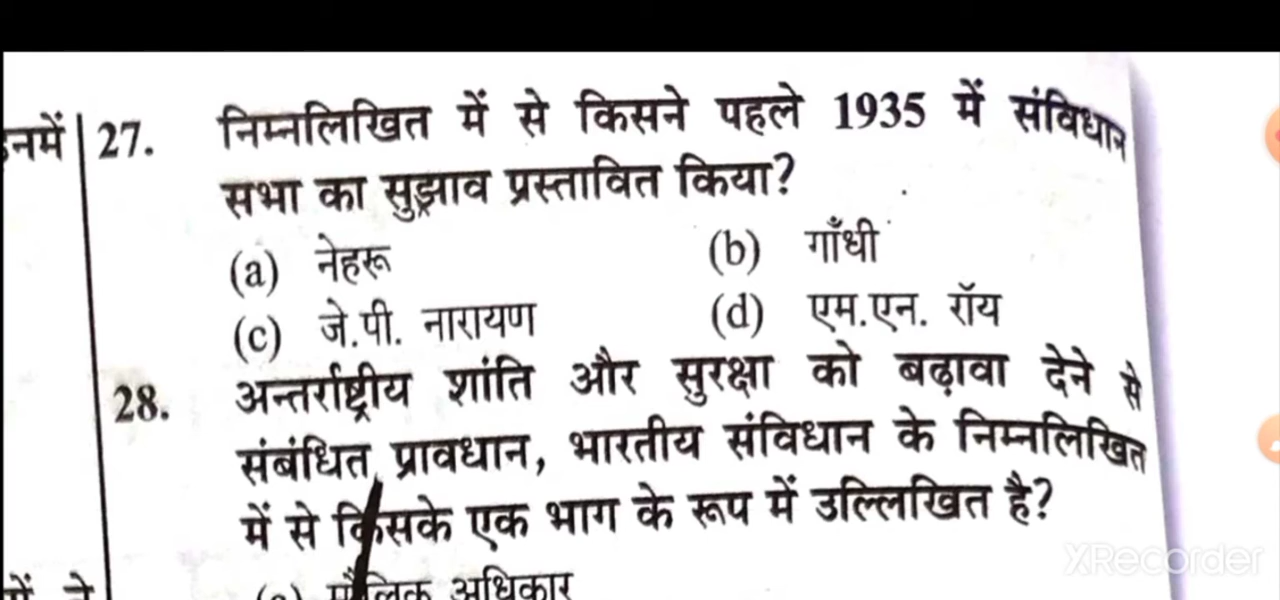 नमें 27. निम्नलिखित में से किसने पहले 1935 में संविधान
सभा का सुझाव प्रस्तावित किया?
(a) नेहरू (b) गाँधी
(c) जे.पी. नारायण (d) एम.एन. रॉय
28. अन्तर्राष्ट्रीय शांति और सुरक्षा को बढ़ावा देने से
संबंधित प्रावधान, भारतीय संविधान के निम्नलिखित
में से किसके एक भाग के रूप में उल्लिखित है?
(a) मौलिक अधिकार
XRecorder